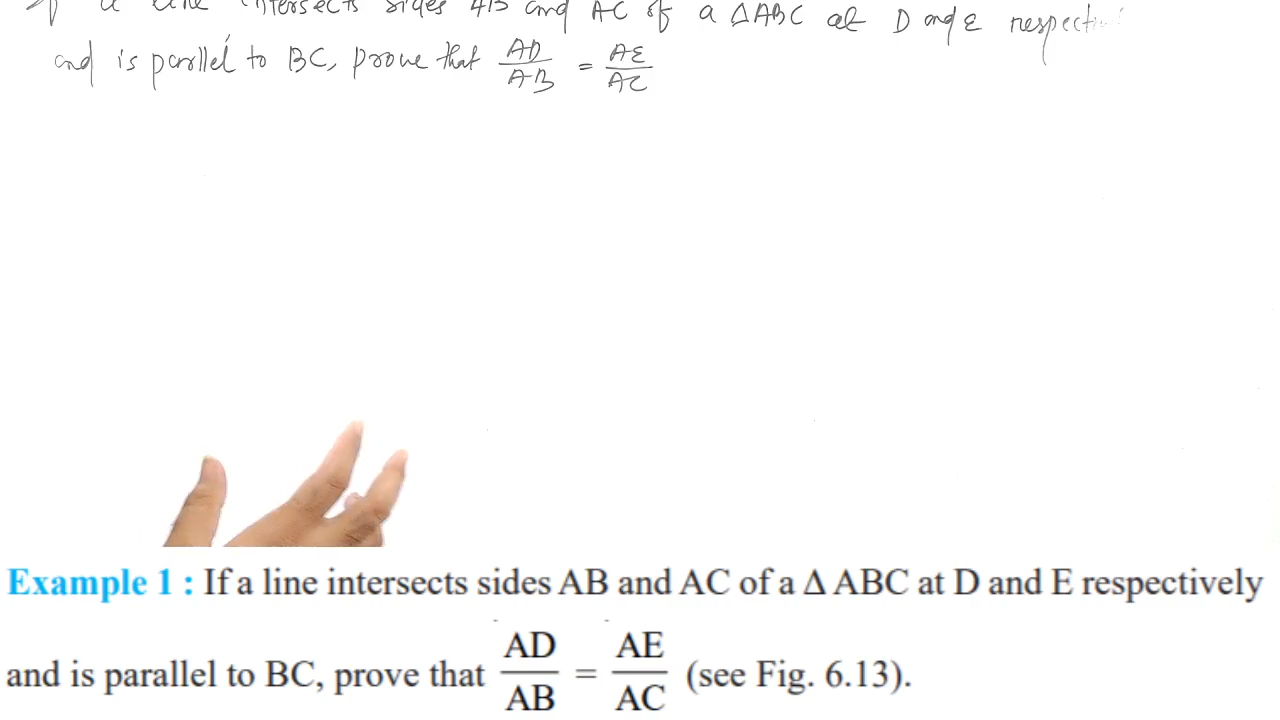 If a line intersects sides AB and AC of a ΔABC at D and E respecti
and is parallel to BC, prove that AD/AB = AE/AC
Example 1 : If a line intersects sides AB and AC of a Δ ABC at D and E respectively
and is parallel to BC, prove that AD/AB = AE/AC (see Fig. 6.13).